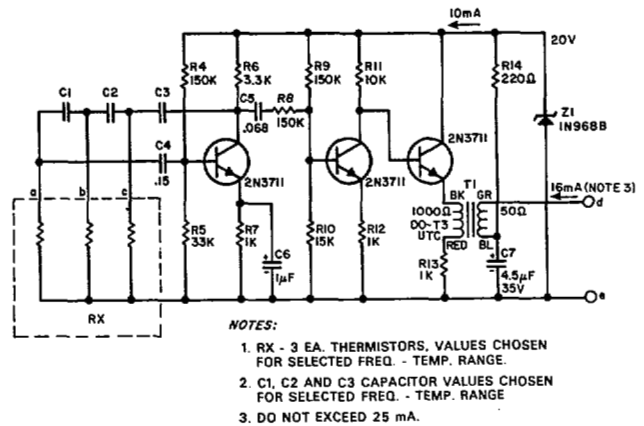 10mA
20V
R4
150K
R6
3.3K
R9
150K
R11
10K
R14
220Ω
C1
C2
C3
C5
.068
R8
150K
Z1
1N968B
C4
.15
2N3711
2N3711
2N3711
T1
BK
GR
1000Ω
DO-T3
UTC
RED
50Ω
BL
16mA (NOTE 3)
d
a
b
c
R5
33K
R7
1K
C6
1µF
R10
15K
R12
1K
R13
1K
C7
4.5µF
35V
e
RX
NOTES:
1. RX - 3 EA. THERMISTORS, VALUES CHOSEN
FOR SELECTED FREQ. - TEMP. RANGE.
2. C1, C2 AND C3 CAPACITOR VALUES CHOSEN
FOR SELECTED FREQ. - TEMP. RANGE
3. DO NOT EXCEED 25 mA.